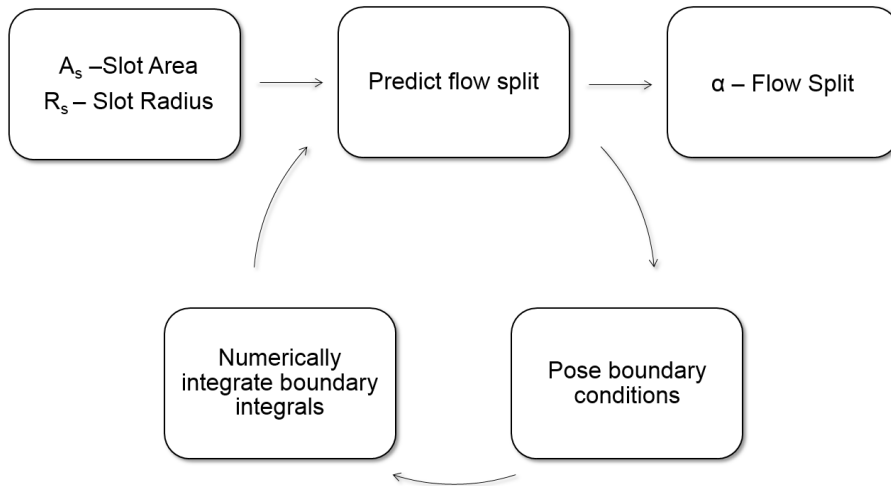 Aₛ –Slot Area
Rₛ – Slot Radius
Predict flow split
α – Flow Split
Numerically
integrate boundary
integrals
Pose boundary
conditions